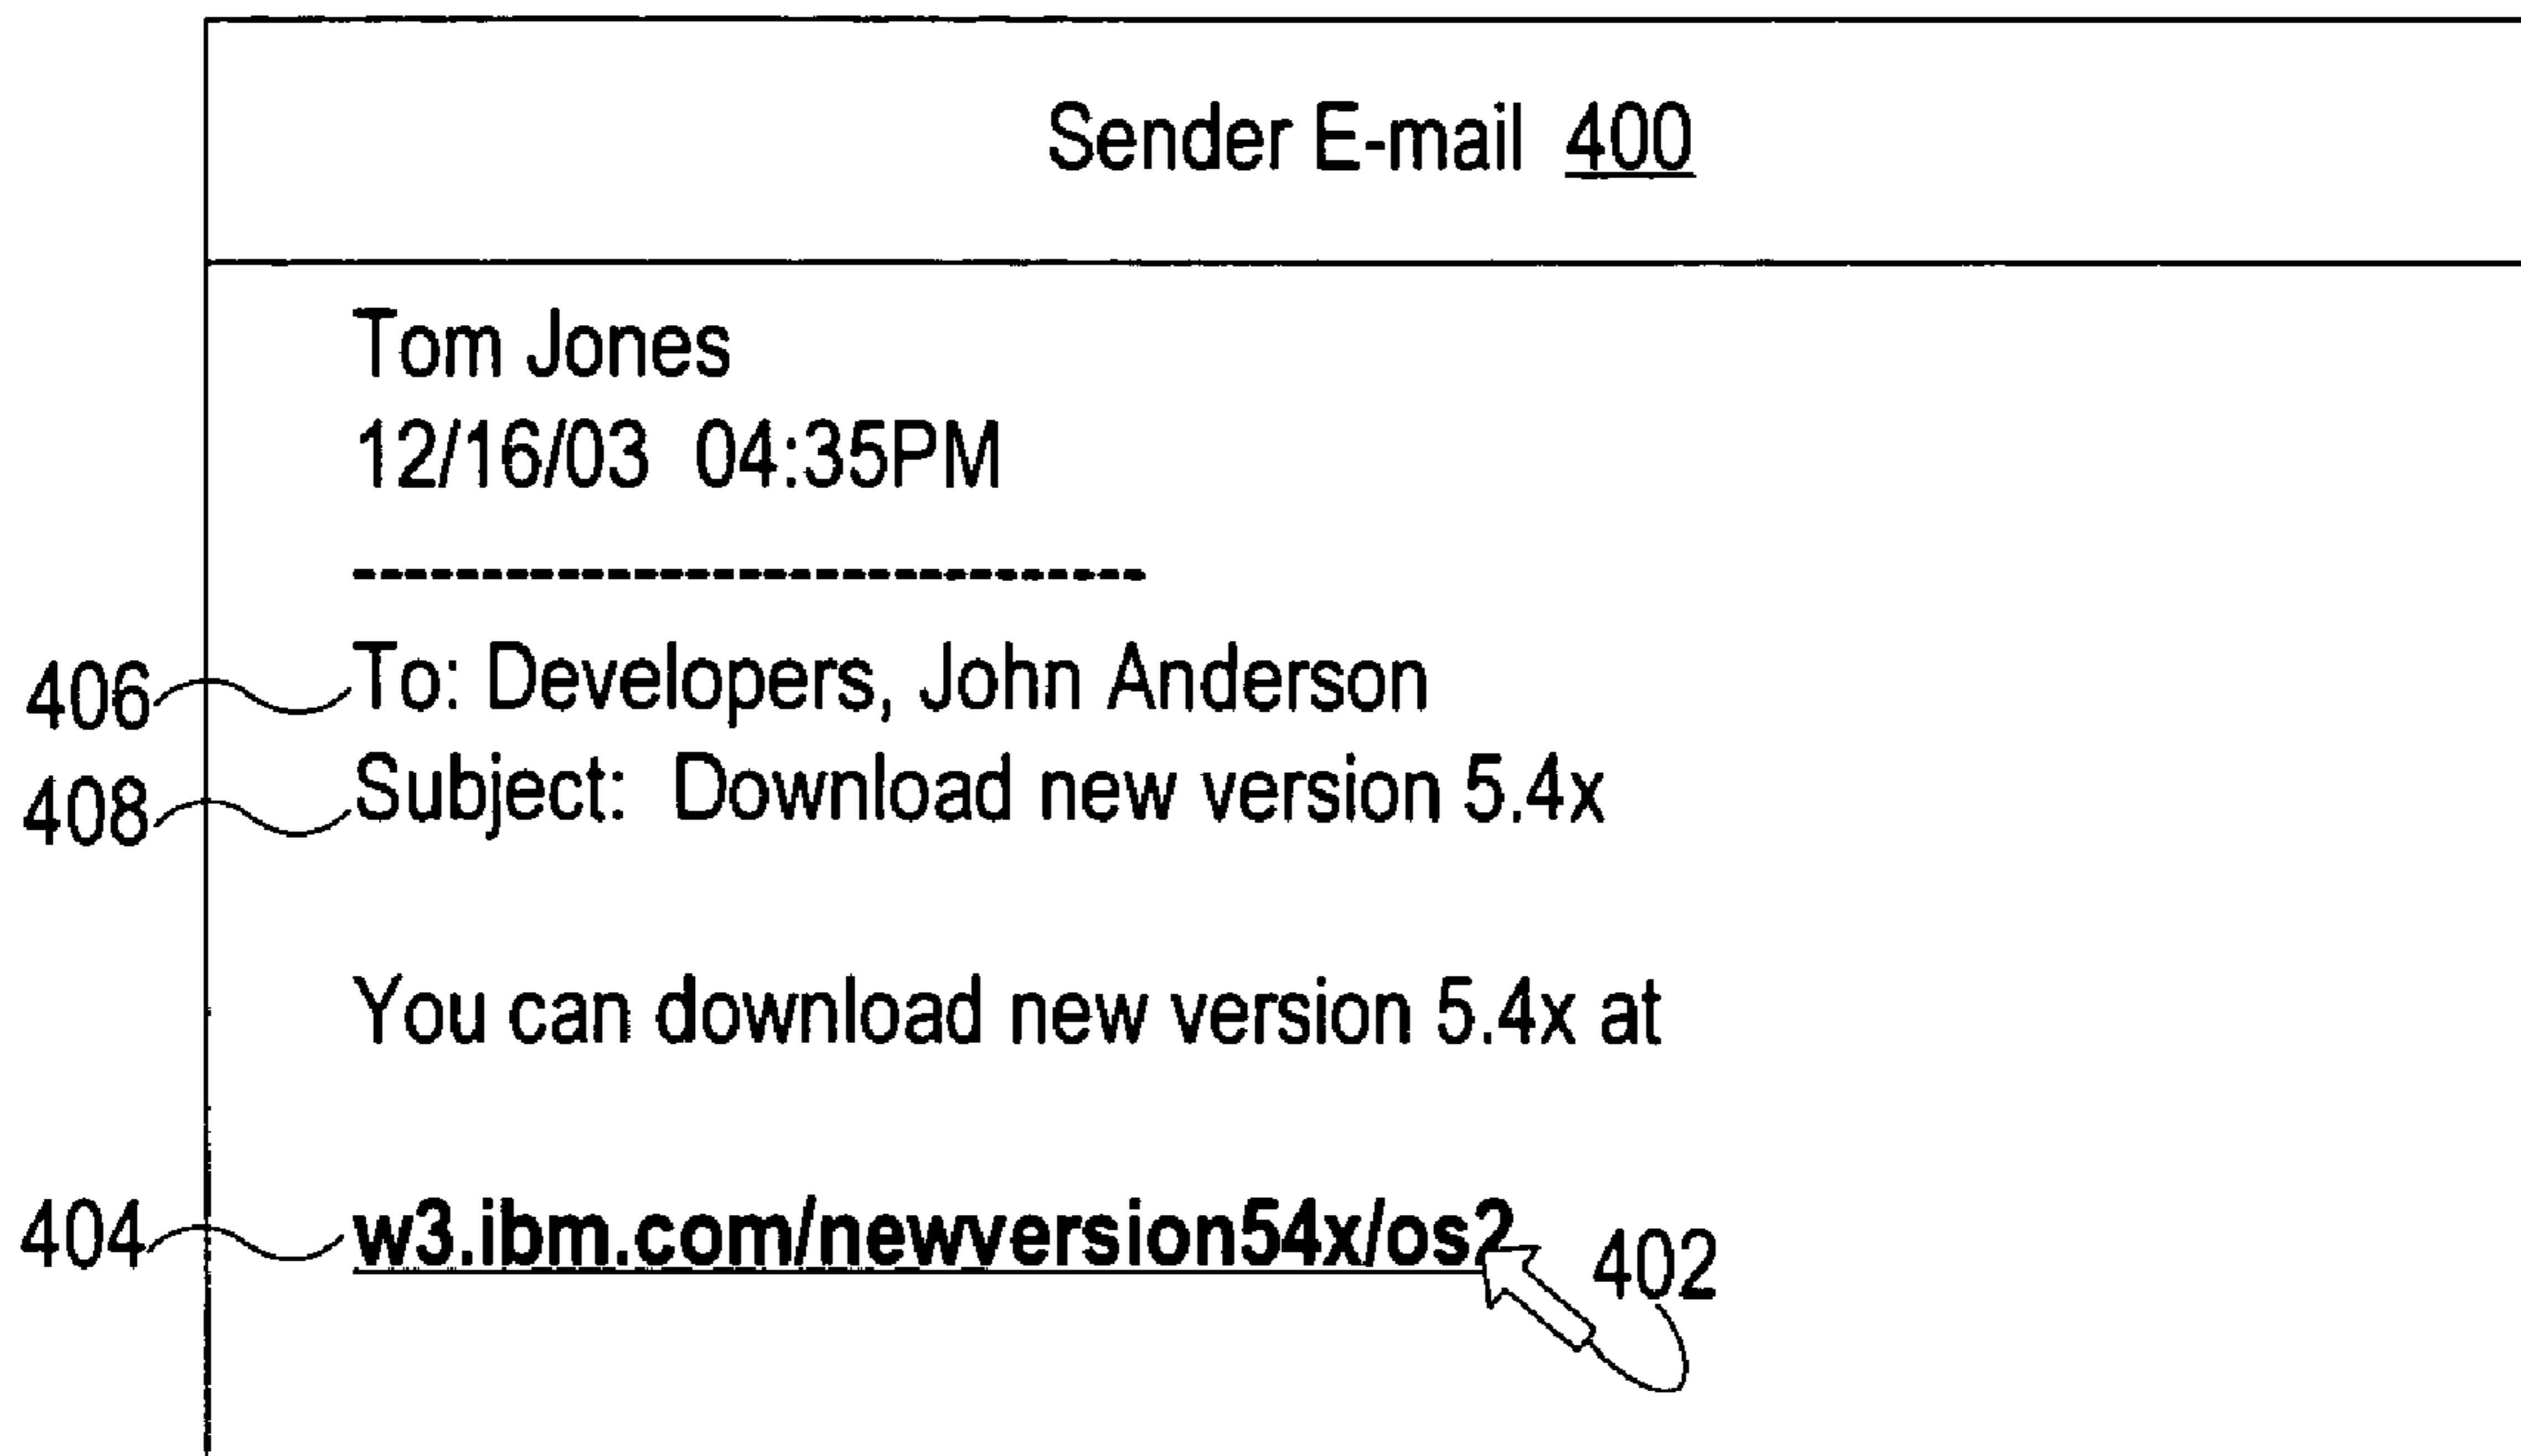 Sender E-mail 400
Tom Jones
12/16/03 04:35PM
-------------------------------
406 To: Developers, John Anderson
408 Subject: Download new version 5.4x
You can download new version 5.4x at
404 w3.ibm.com/newversion54x/os2 402